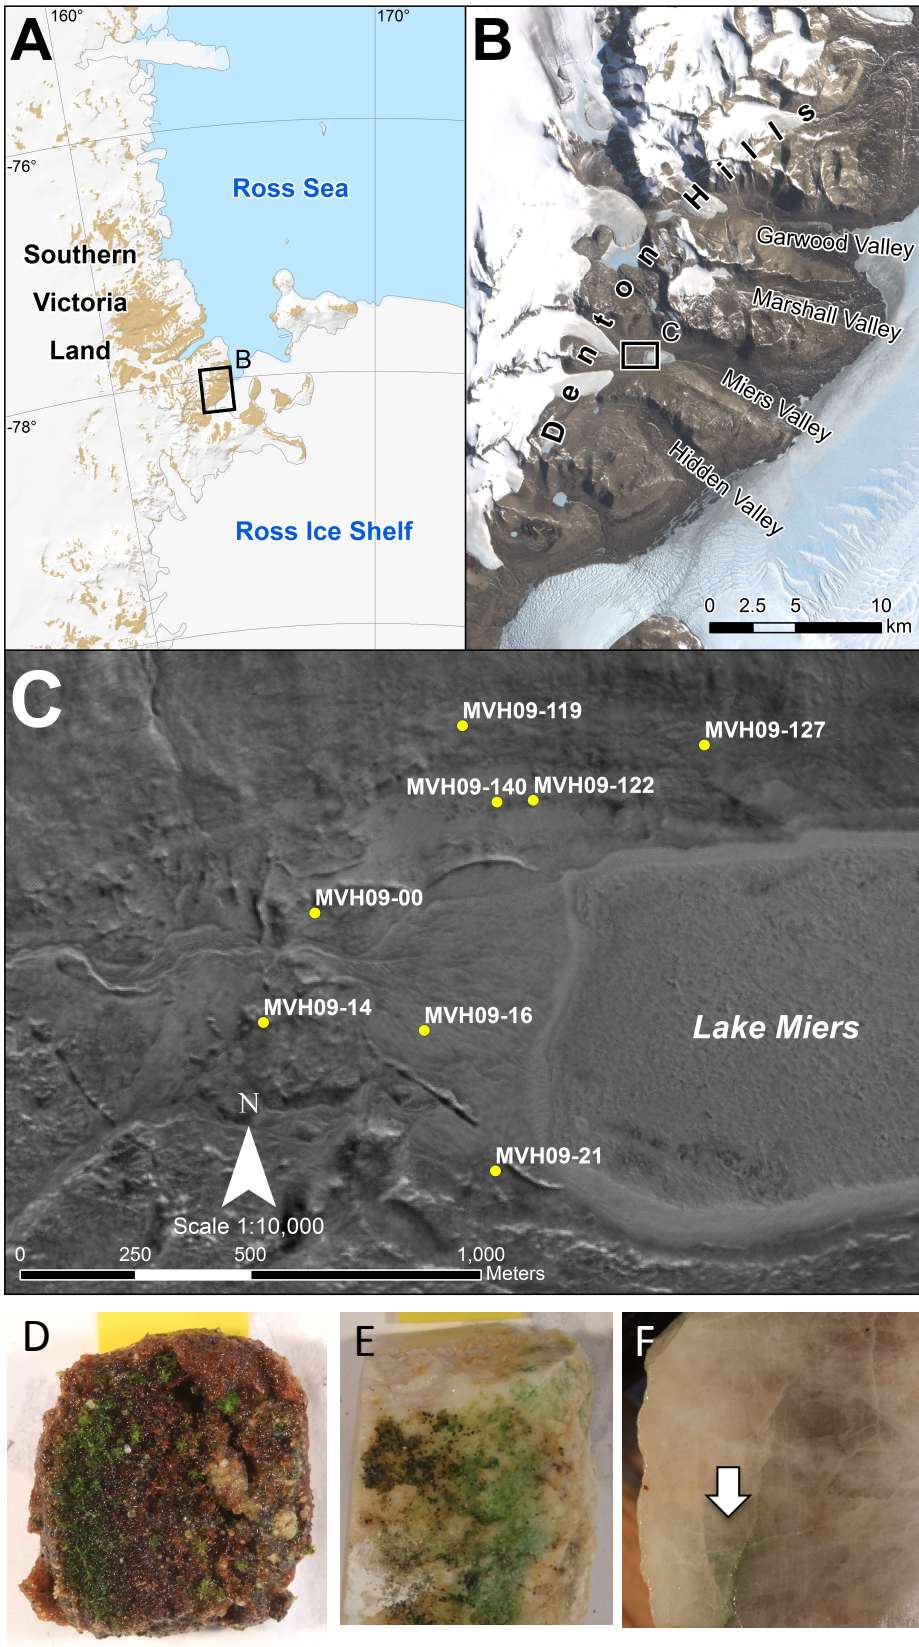 A
160°
170°
-76°
Ross Sea
Southern
Victoria
Land
B
-78°
Ross Ice Shelf
B
Denton Hills
Garwood Valley
Marshall Valley
C
Miers Valley
Hidden Valley
0 2.5 5 10
km
C
MVH09-119
MVH09-127
MVH09-140
MVH09-122
MVH09-00
MVH09-14
MVH09-16
Lake Miers
N
MVH09-21
Scale 1:10,000
0 250 500 1,000
Meters
D
E
F